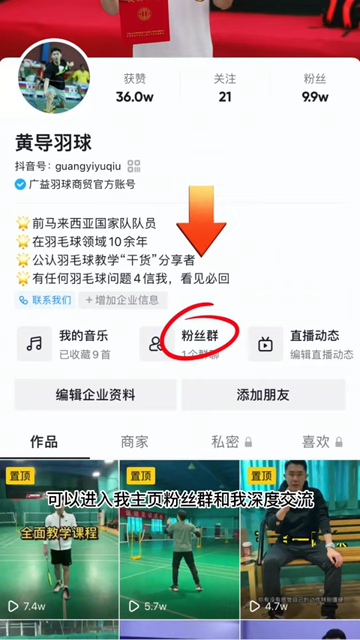 获赞
关注
粉丝
36.0w
21
9.9w
黄导羽球
抖音号：guangyiyuqiu
广益羽球商贸官方账号
前马来西亚国家队队员
在羽毛球领域10余年
公认羽毛球教学“干货”分享者
有任何羽毛球问题4信我，看见必回
联系我们
+ 增加企业信息
我的音乐
已收藏9首
粉丝群
1个群聊
直播动态
编辑直播动态
编辑企业资料
添加朋友
作品
商家
私密
喜欢
置顶
置顶
置顶
可以进入我主页粉丝群和我深度交流
全面教学课程
7.4w
5.7w
4.7w